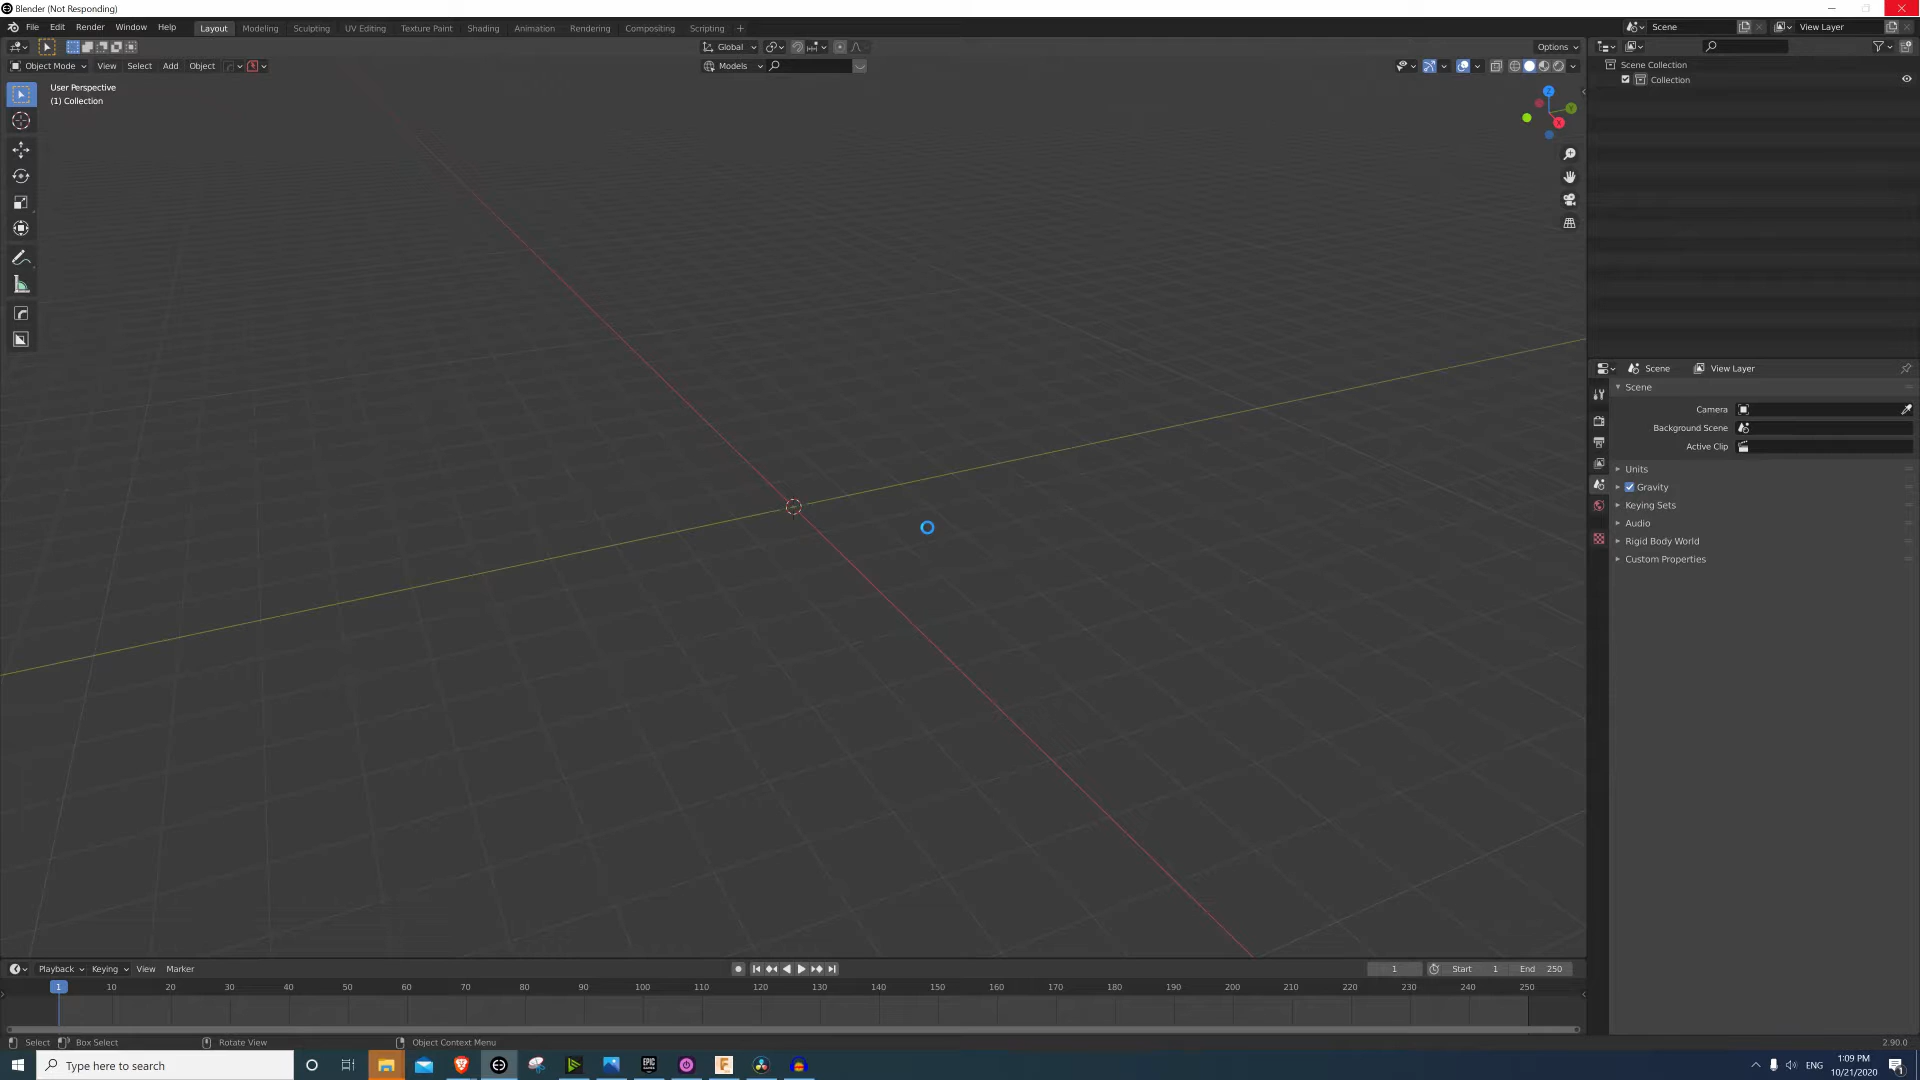 Blender (Not Responding)
File Edit Render Window Help Layout Modeling Sculpting UV Editing Texture Paint Shading Animation Rendering Compositing Scripting + Scene View Layer
Global Options
Object Mode View Select Add Object Models
User Perspective
(1) Collection
Z
Y
X
Scene Collection
Collection
Scene View Layer
Scene
Camera
Background Scene
Active Clip
Units
Gravity
Keying Sets
Audio
Rigid Body World
Custom Properties
Playback Keying View Marker 1 Start 1 End 250
1 10 20 30 40 50 60 70 80 90 100 110 120 130 140 150 160 170 180 190 200 210 220 230 240 250
Select Box Select Rotate View Object Context Menu 2.90.0
Type here to search
EPIC GAMES
F
ENG
1:09 PM
10/21/2020
1